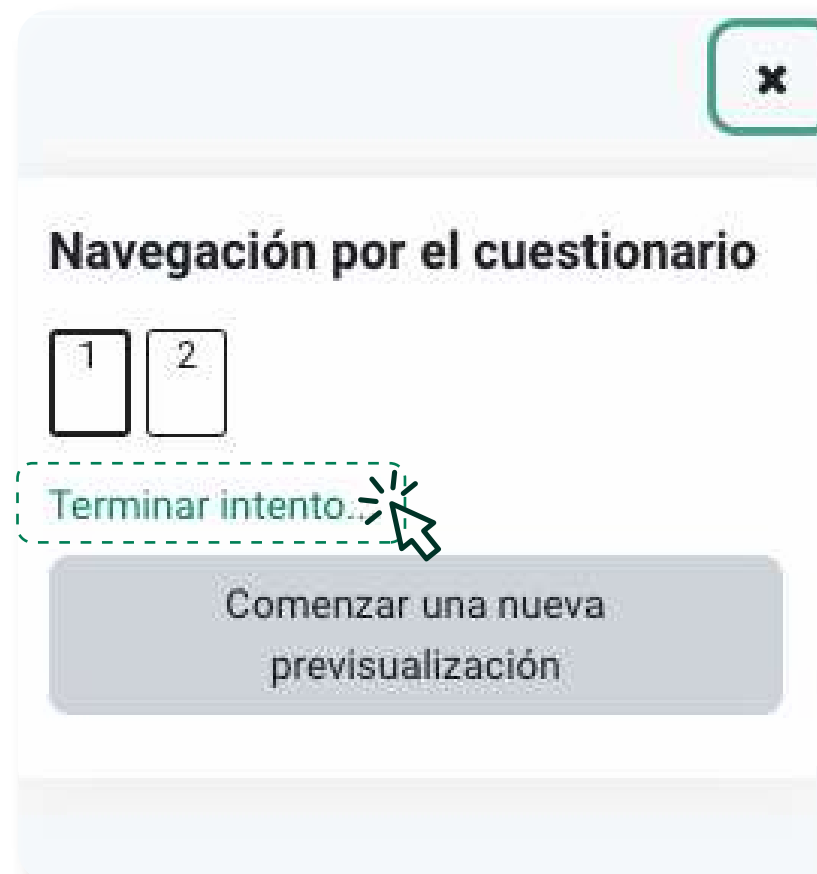 Navegación por el cuestionario
1 2
Terminar intento...
Comenzar una nueva
previsualización